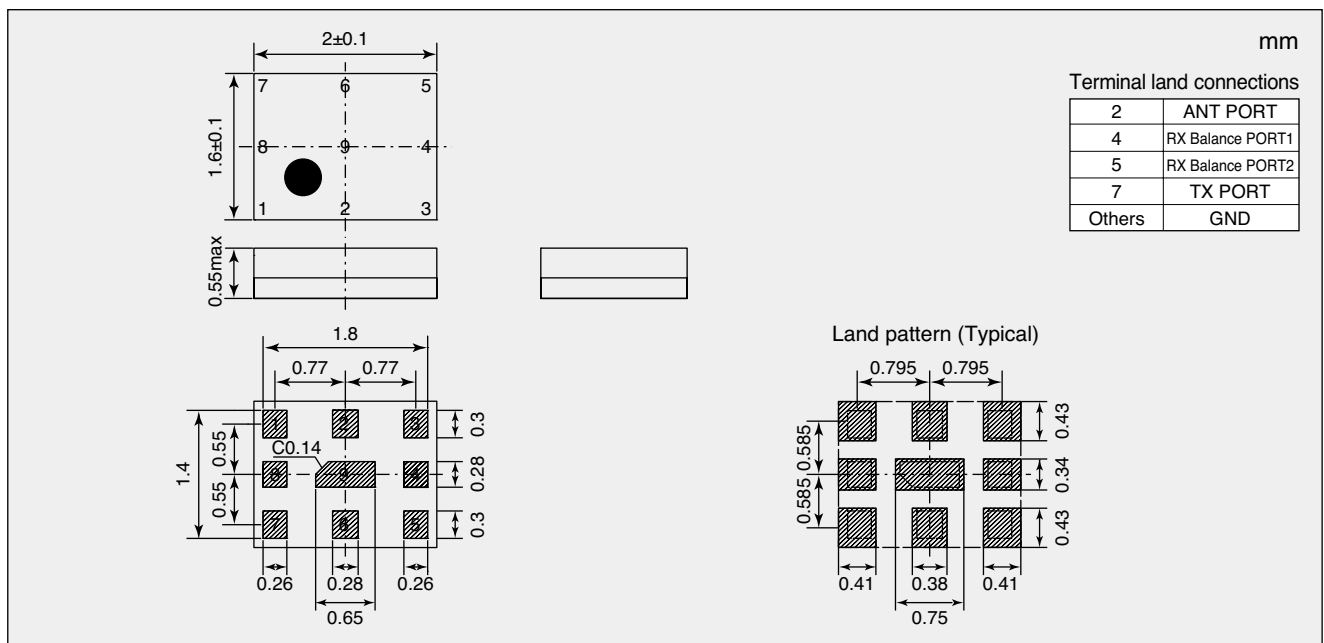 mm
Terminal land connections
2 ANT PORT
4 RX Balance PORT1
5 RX Balance PORT2
7 TX PORT
Others GND
2±0.1
7 6 5
1.6±0.1
8 9 4
1 2 3
0.55max
1.8
0.77 0.77
1 2 3
0.3
0.55
C0.14
1.4
8 9 4
0.28
0.55
7 6 5
0.3
0.26 0.28 0.26
0.65
Land pattern (Typical)
0.795 0.795
0.43
0.585
0.34
0.585
0.43
0.41 0.38 0.41
0.75